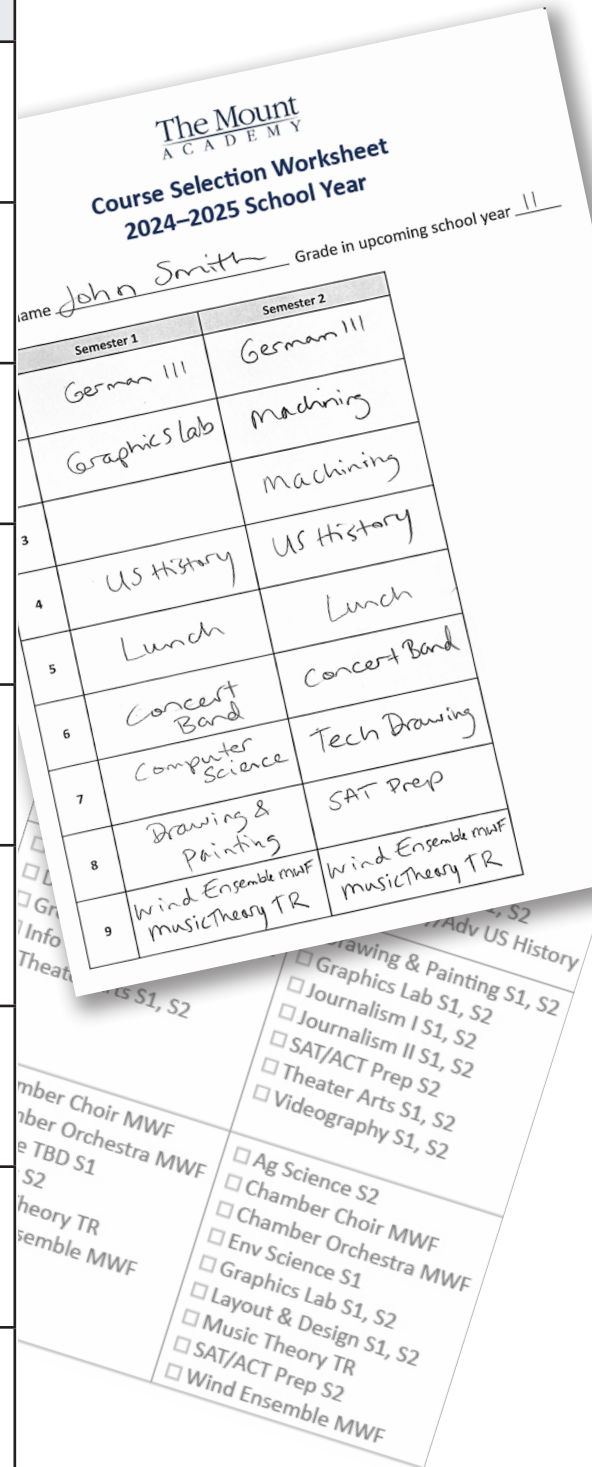 The Mount
ACADEMY
Course Selection Worksheet
2024–2025 School Year
ame John Smith Grade in upcoming school year 11
Semester 1 Semester 2
German III German III
Graphics Lab Machining
3 Machining
4 US History US History
5 Lunch Lunch
6 Concert Band Concert Band
7 Computer Science Tech Drawing
8 Drawing & Painting SAT Prep
9 Wind Ensemble MWF Wind Ensemble MWF
Music Theory TR Music Theory TR
S2
/Adv US History
Gr
Info
Theat rts S1, S2
rawing & Painting S1, S2
Graphics Lab S1, S2
Journalism I S1, S2
Journalism II S1, S2
SAT/ACT Prep S2
Theater Arts S1, S2
Videography S1, S2
mber Choir MWF
mber Orchestra MWF
e TBD S1
S2
heory TR
semble MWF
Ag Science S2
Chamber Choir MWF
Chamber Orchestra MWF
Env Science S1
Graphics Lab S1, S2
Layout & Design S1, S2
Music Theory TR
SAT/ACT Prep S2
Wind Ensemble MWF